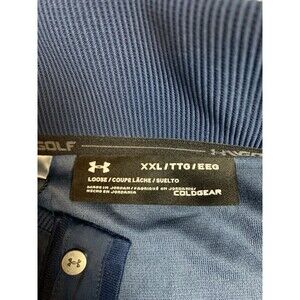 GOLF
XXL/TTG/EEG
LOOSE/COUPE LÂCHE/SUELTO
MADE IN JORDAN/FABRIQUÉ EN JORDANIE/
HECHO EN JORDANIA
COLDGEAR